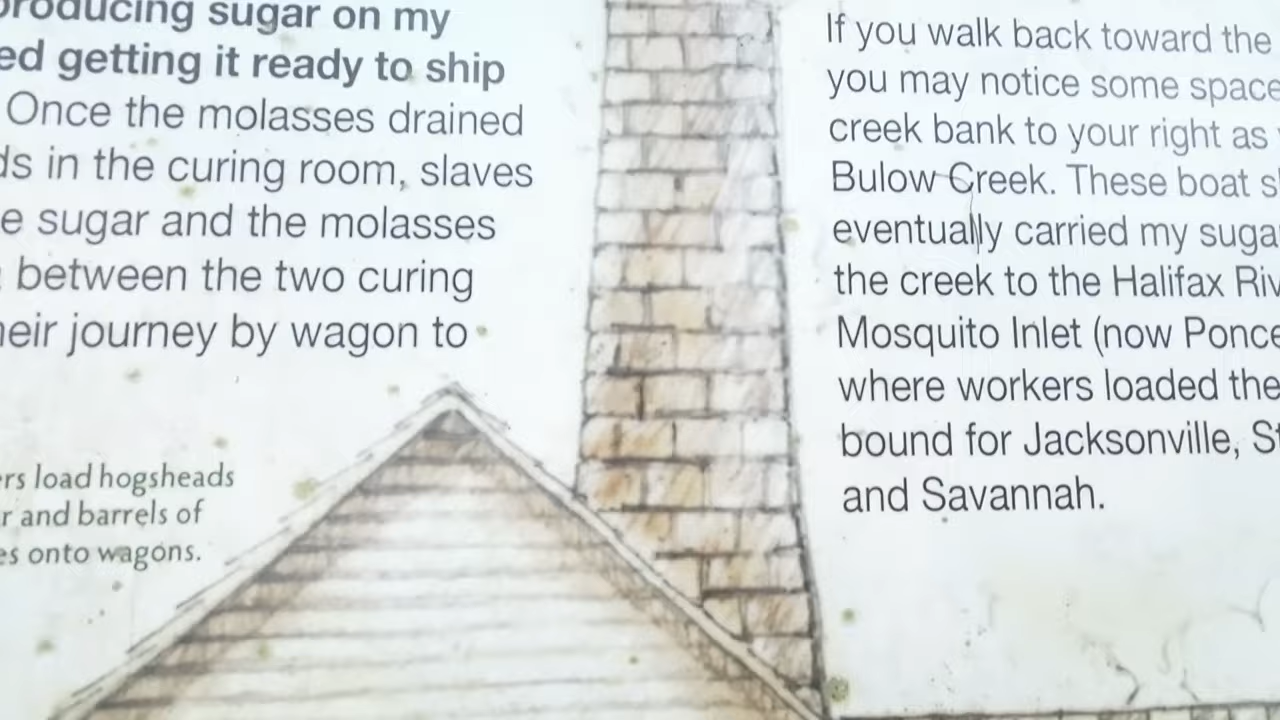 producing sugar on my
ed getting it ready to ship
Once the molasses drained
ds in the curing room, slaves
e sugar and the molasses
between the two curing
heir journey by wagon to
ers load hogsheads
r and barrels of
es onto wagons.
If you walk back toward the
you may notice some space
creek bank to your right as
Bulow Creek. These boat sl
eventually carried my suga
the creek to the Halifax Riv
Mosquito Inlet (now Ponce
where workers loaded the
bound for Jacksonville, St
and Savannah.